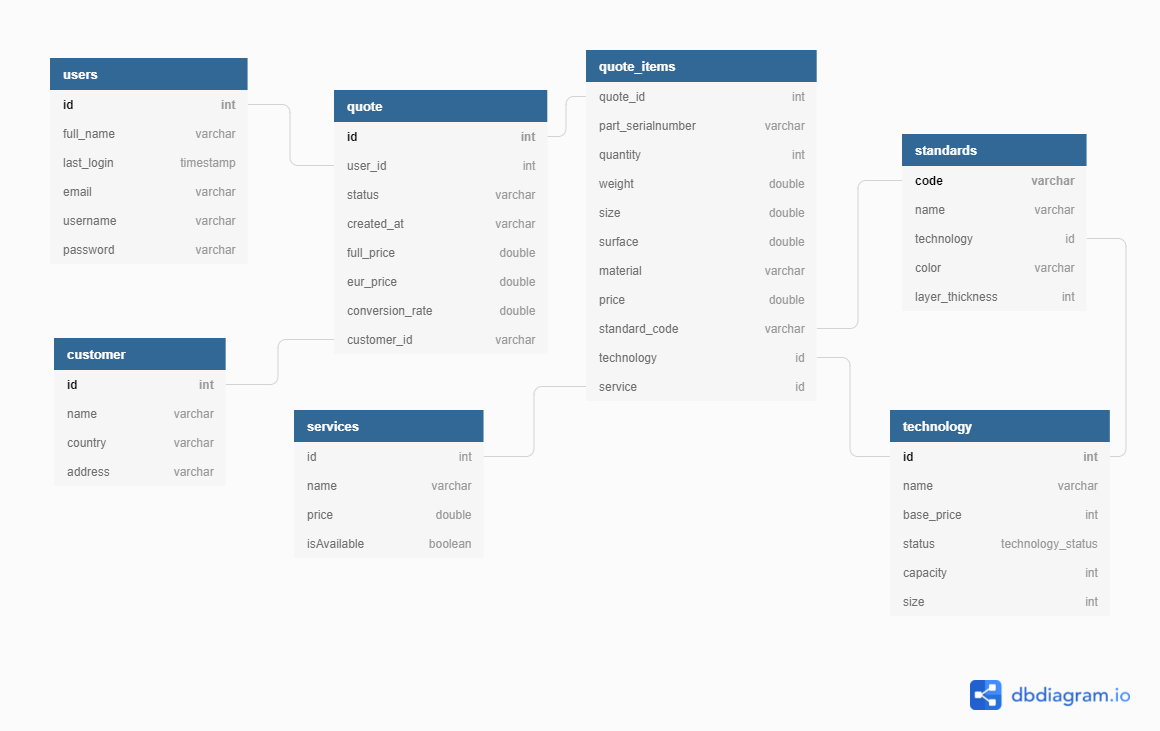 users
id int
full_name varchar
last_login timestamp
email varchar
username varchar
password varchar
customer
id int
name varchar
country varchar
address varchar
quote
id int
user_id int
status varchar
created_at varchar
full_price double
eur_price double
conversion_rate double
customer_id varchar
services
id int
name varchar
price double
isAvailable boolean
quote_items
quote_id int
part_serialnumber varchar
quantity int
weight double
size double
surface double
material varchar
price double
standard_code varchar
technology id
service id
standards
code varchar
name varchar
technology id
color varchar
layer_thickness int
technology
id int
name varchar
base_price int
status technology_status
capacity int
size int
dbdiagram.io